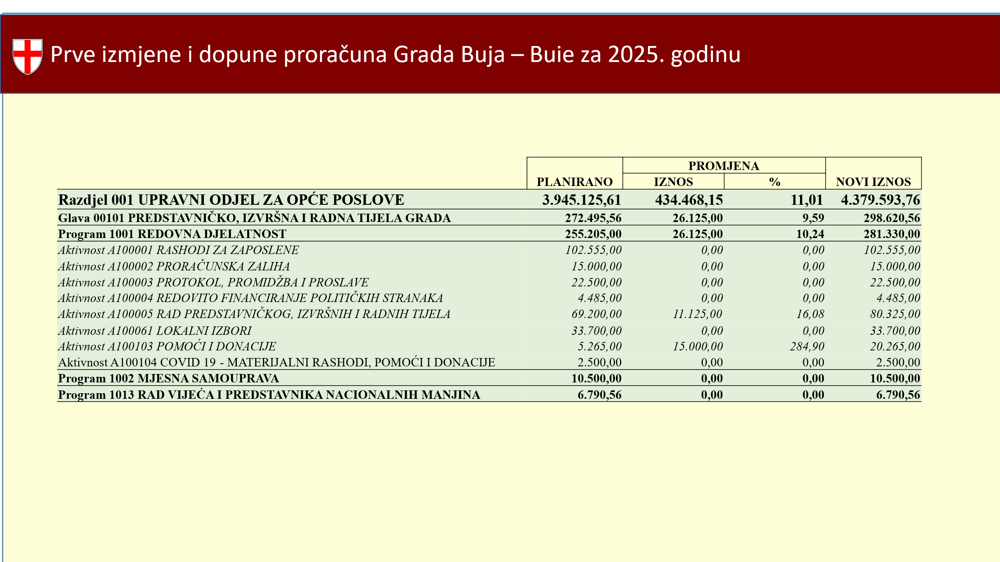 Prve izmjene i dopune proračuna Grada Buja – Buie za 2025. godinu
PROMJENA
PLANIRANO IZNOS % NOVI IZNOS
Razdjel 001 UPRAVNI ODJEL ZA OPĆE POSLOVE 3.945.125,61 434.468,15 11,01 4.379.593,76
Glava 00101 PREDSTAVNIČKO, IZVRŠNA I RADNA TIJELA GRADA 272.495,56 26.125,00 9,59 298.620,56
Program 1001 REDOVNA DJELATNOST 255.205,00 26.125,00 10,24 281.330,00
Aktivnost A100001 RASHODI ZA ZAPOSLENE 102.555,00 0,00 0,00 102.555,00
Aktivnost A100002 PRORAČUNSKA ZALIHA 15.000,00 0,00 0,00 15.000,00
Aktivnost A100003 PROTOKOL, PROMIDŽBA I PROSLAVE 22.500,00 0,00 0,00 22.500,00
Aktivnost A100004 REDOVITO FINANCIRANJE POLITIČKIH STRANAKA 4.485,00 0,00 0,00 4.485,00
Aktivnost A100005 RAD PREDSTAVNIČKOG, IZVRŠNIH I RADNIH TIJELA 69.200,00 11.125,00 16,08 80.325,00
Aktivnost A100061 LOKALNI IZBORI 33.700,00 0,00 0,00 33.700,00
Aktivnost A100103 POMOĆI I DONACIJE 5.265,00 15.000,00 284,90 20.265,00
Aktivnost A100104 COVID 19 - MATERIJALNI RASHODI, POMOĆI I DONACIJE 2.500,00 0,00 0,00 2.500,00
Program 1002 MJESNA SAMOUPRAVA 10.500,00 0,00 0,00 10.500,00
Program 1013 RAD VIJEĆA I PREDSTAVNIKA NACIONALNIH MANJINA 6.790,56 0,00 0,00 6.790,56